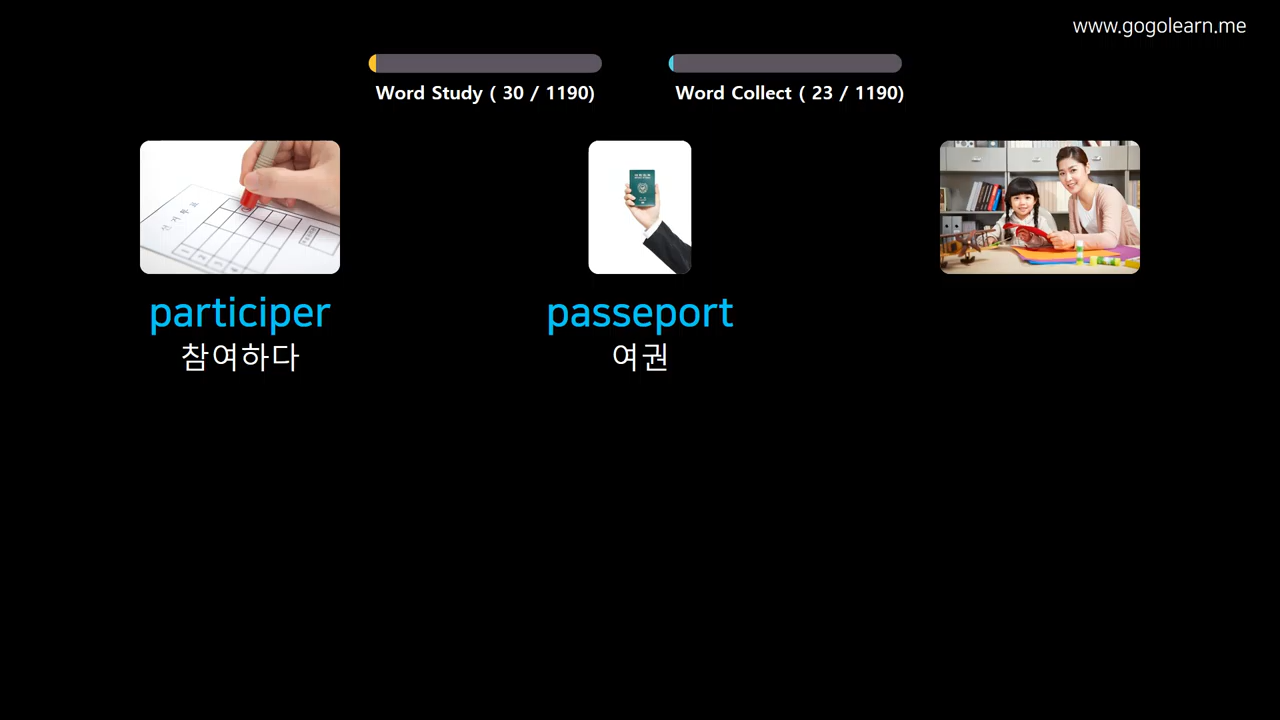 www.gogolearn.me
Word Study ( 30 / 1190)
Word Collect ( 23 / 1190)
participer
참여하다
passeport
여권